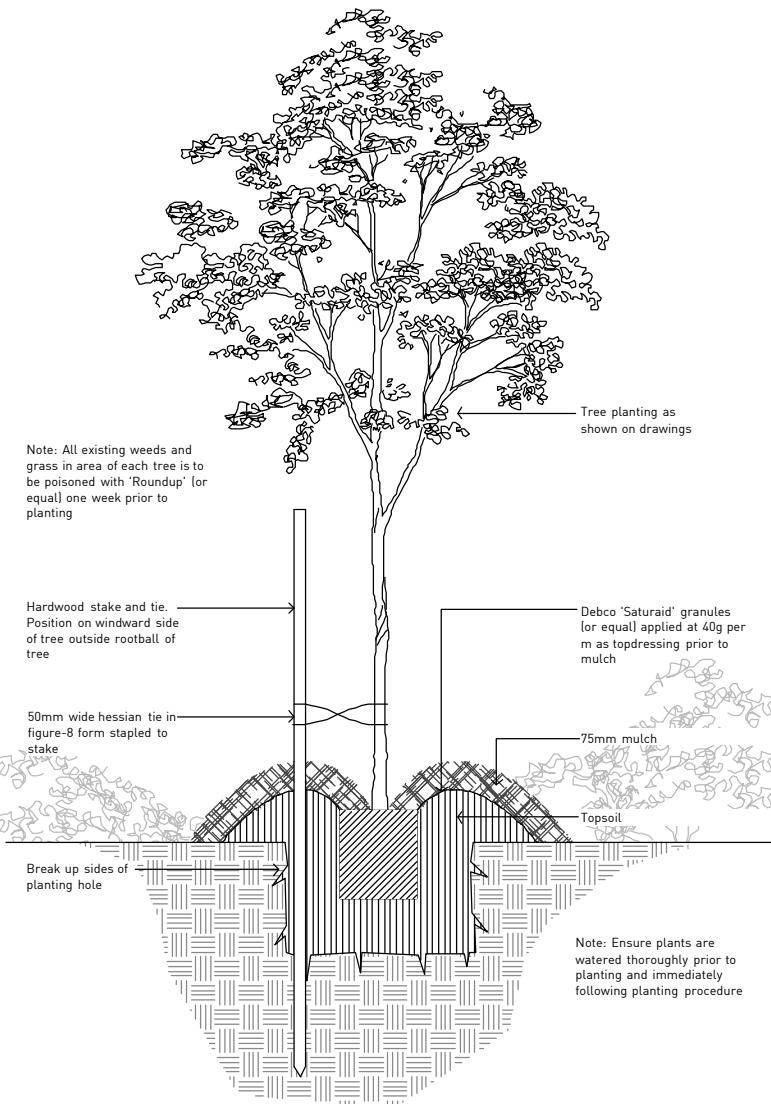 Tree planting as
shown on drawings
Note: All existing weeds and
grass in area of each tree is to
be poisoned with 'Roundup' (or
equal) one week prior to
planting
Hardwood stake and tie.
Position on windward side
of tree outside rootball of
tree
Debco 'Saturaid' granules
(or equal) applied at 40g per
m as topdressing prior to
mulch
50mm wide hessian tie in
figure-8 form stapled to
stake
75mm mulch
Topsoil
Break up sides of
planting hole
Note: Ensure plants are
watered thoroughly prior to
planting and immediately
following planting procedure